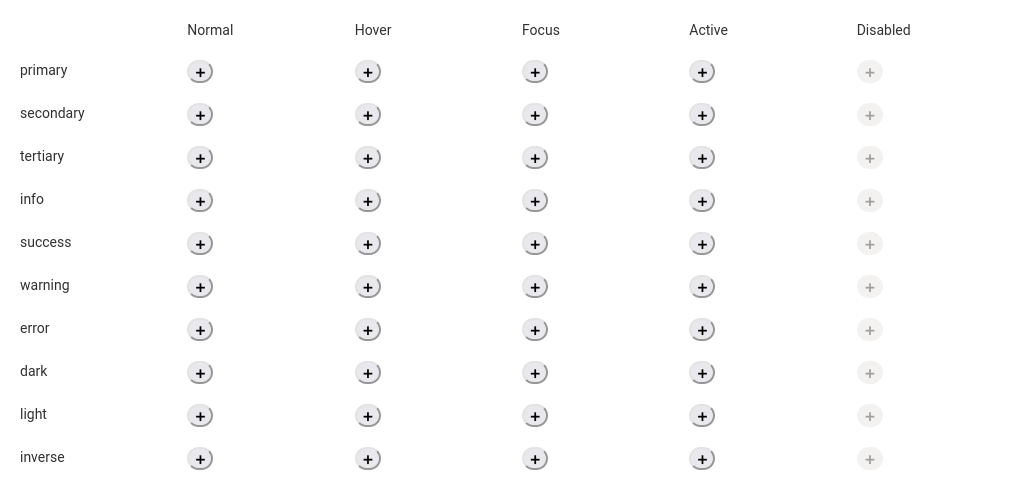 Normal Hover Focus Active Disabled
primary + + + + +
secondary + + + + +
tertiary + + + + +
info + + + + +
success + + + + +
warning + + + + +
error + + + + +
dark + + + + +
light + + + + +
inverse + + + + +